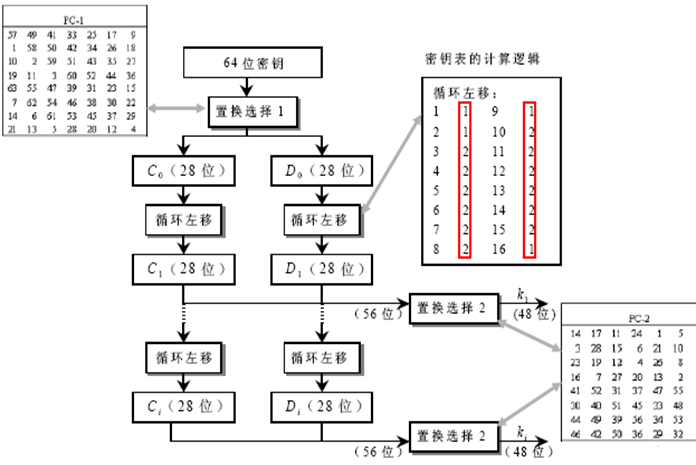 PC-1
57 49 41 33 25 17 9
1 58 50 42 34 26 18
10 2 59 51 43 35 27
19 11 3 60 52 44 36
63 55 47 39 31 23 15
7 62 54 46 38 30 22
14 6 61 53 45 37 29
21 13 5 28 20 12 4
64位密钥
置换选择 1
C0（28 位）
D0（28 位）
循环左移
循环左移
C1（28 位）
D1（28 位）
循环左移
循环左移
Ci（28 位）
Di（28 位）
密钥表的计算逻辑
循环左移：
1 1 9 1
2 1 10 2
3 2 11 2
4 2 12 2
5 2 13 2
6 2 14 2
7 2 15 2
8 2 16 1
（56 位）
置换选择 2
k1
（48 位）
（56 位）
置换选择 2
ki
（48 位）
PC-2
14 17 11 24 1 5
3 28 15 6 21 10
23 19 12 4 26 8
16 7 27 20 13 2
41 52 31 37 47 55
30 40 51 45 33 48
44 49 39 56 34 53
46 42 50 36 29 32